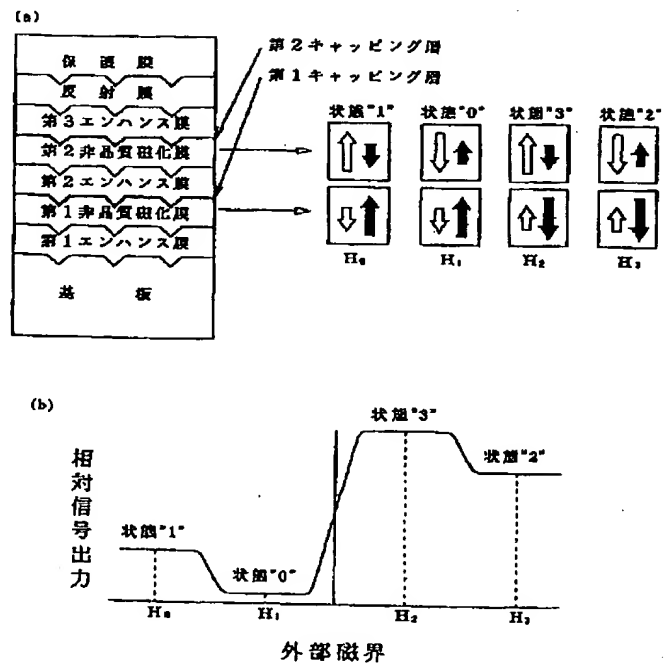 (a)
保護膜
反射膜
第3エンハンス膜
第2非晶質磁化膜
第2エンハンス膜
第1非晶質磁化膜
第1エンハンス膜
基板
第2キャッピング層
第1キャッピング層
状態"1" 状態"0" 状態"3" 状態"2"
H₀ H₁ H₂ H₃
(b)
相対信号出力
状態"1"
状態"0"
状態"3"
状態"2"
H₀ H₁ H₂ H₃
外部磁界